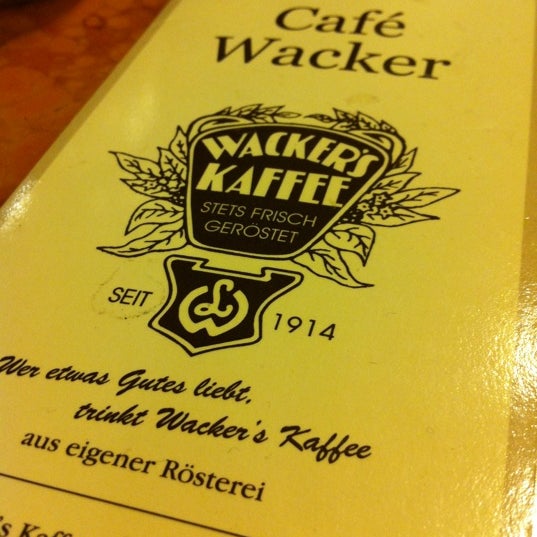 Café
Wacker
WACKER'S
KAFFEE
STETS FRISCH
GERÖSTET
SEIT 1914
Wer etwas Gutes liebt,
trinkt Wacker's Kaffee
aus eigener Rösterei